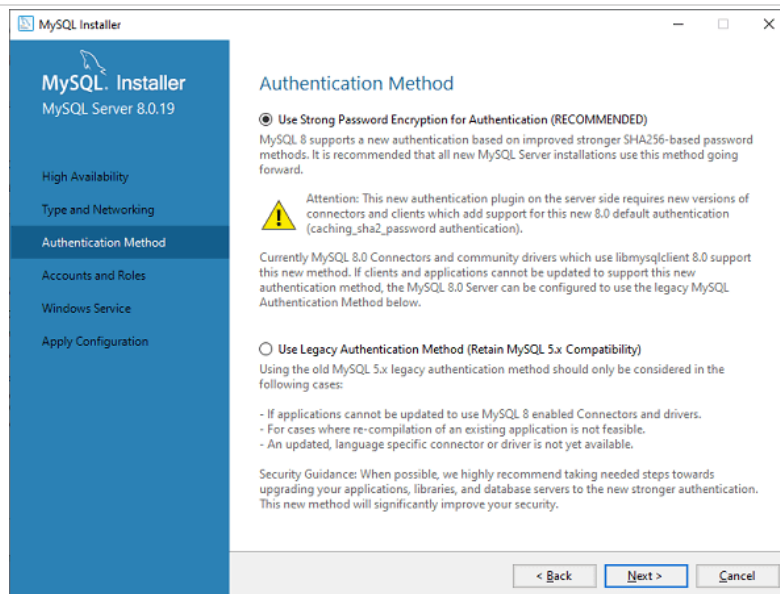 MySQL Installer
MySQL. Installer
MySQL Server 8.0.19
High Availability
Type and Networking
Authentication Method
Accounts and Roles
Windows Service
Apply Configuration
Authentication Method
Use Strong Password Encryption for Authentication (RECOMMENDED)
MySQL 8 supports a new authentication based on improved stronger SHA256-based password
methods. It is recommended that all new MySQL Server installations use this method going
forward.
Attention: This new authentication plugin on the server side requires new versions of
connectors and clients which add support for this new 8.0 default authentication
(caching_sha2_password authentication).
Currently MySQL 8.0 Connectors and community drivers which use libmysqlclient 8.0 support
this new method. If clients and applications cannot be updated to support this new
authentication method, the MySQL 8.0 Server can be configured to use the legacy MySQL
Authentication Method below.
Use Legacy Authentication Method (Retain MySQL 5.x Compatibility)
Using the old MySQL 5.x legacy authentication method should only be considered in the
following cases:
- If applications cannot be updated to use MySQL 8 enabled Connectors and drivers.
- For cases where re-compilation of an existing application is not feasible.
- An updated, language specific connector or driver is not yet available.
Security Guidance: When possible, we highly recommend taking needed steps towards
upgrading your applications, libraries, and database servers to the new stronger authentication.
This new method will significantly improve your security.
< Back
Next >
Cancel